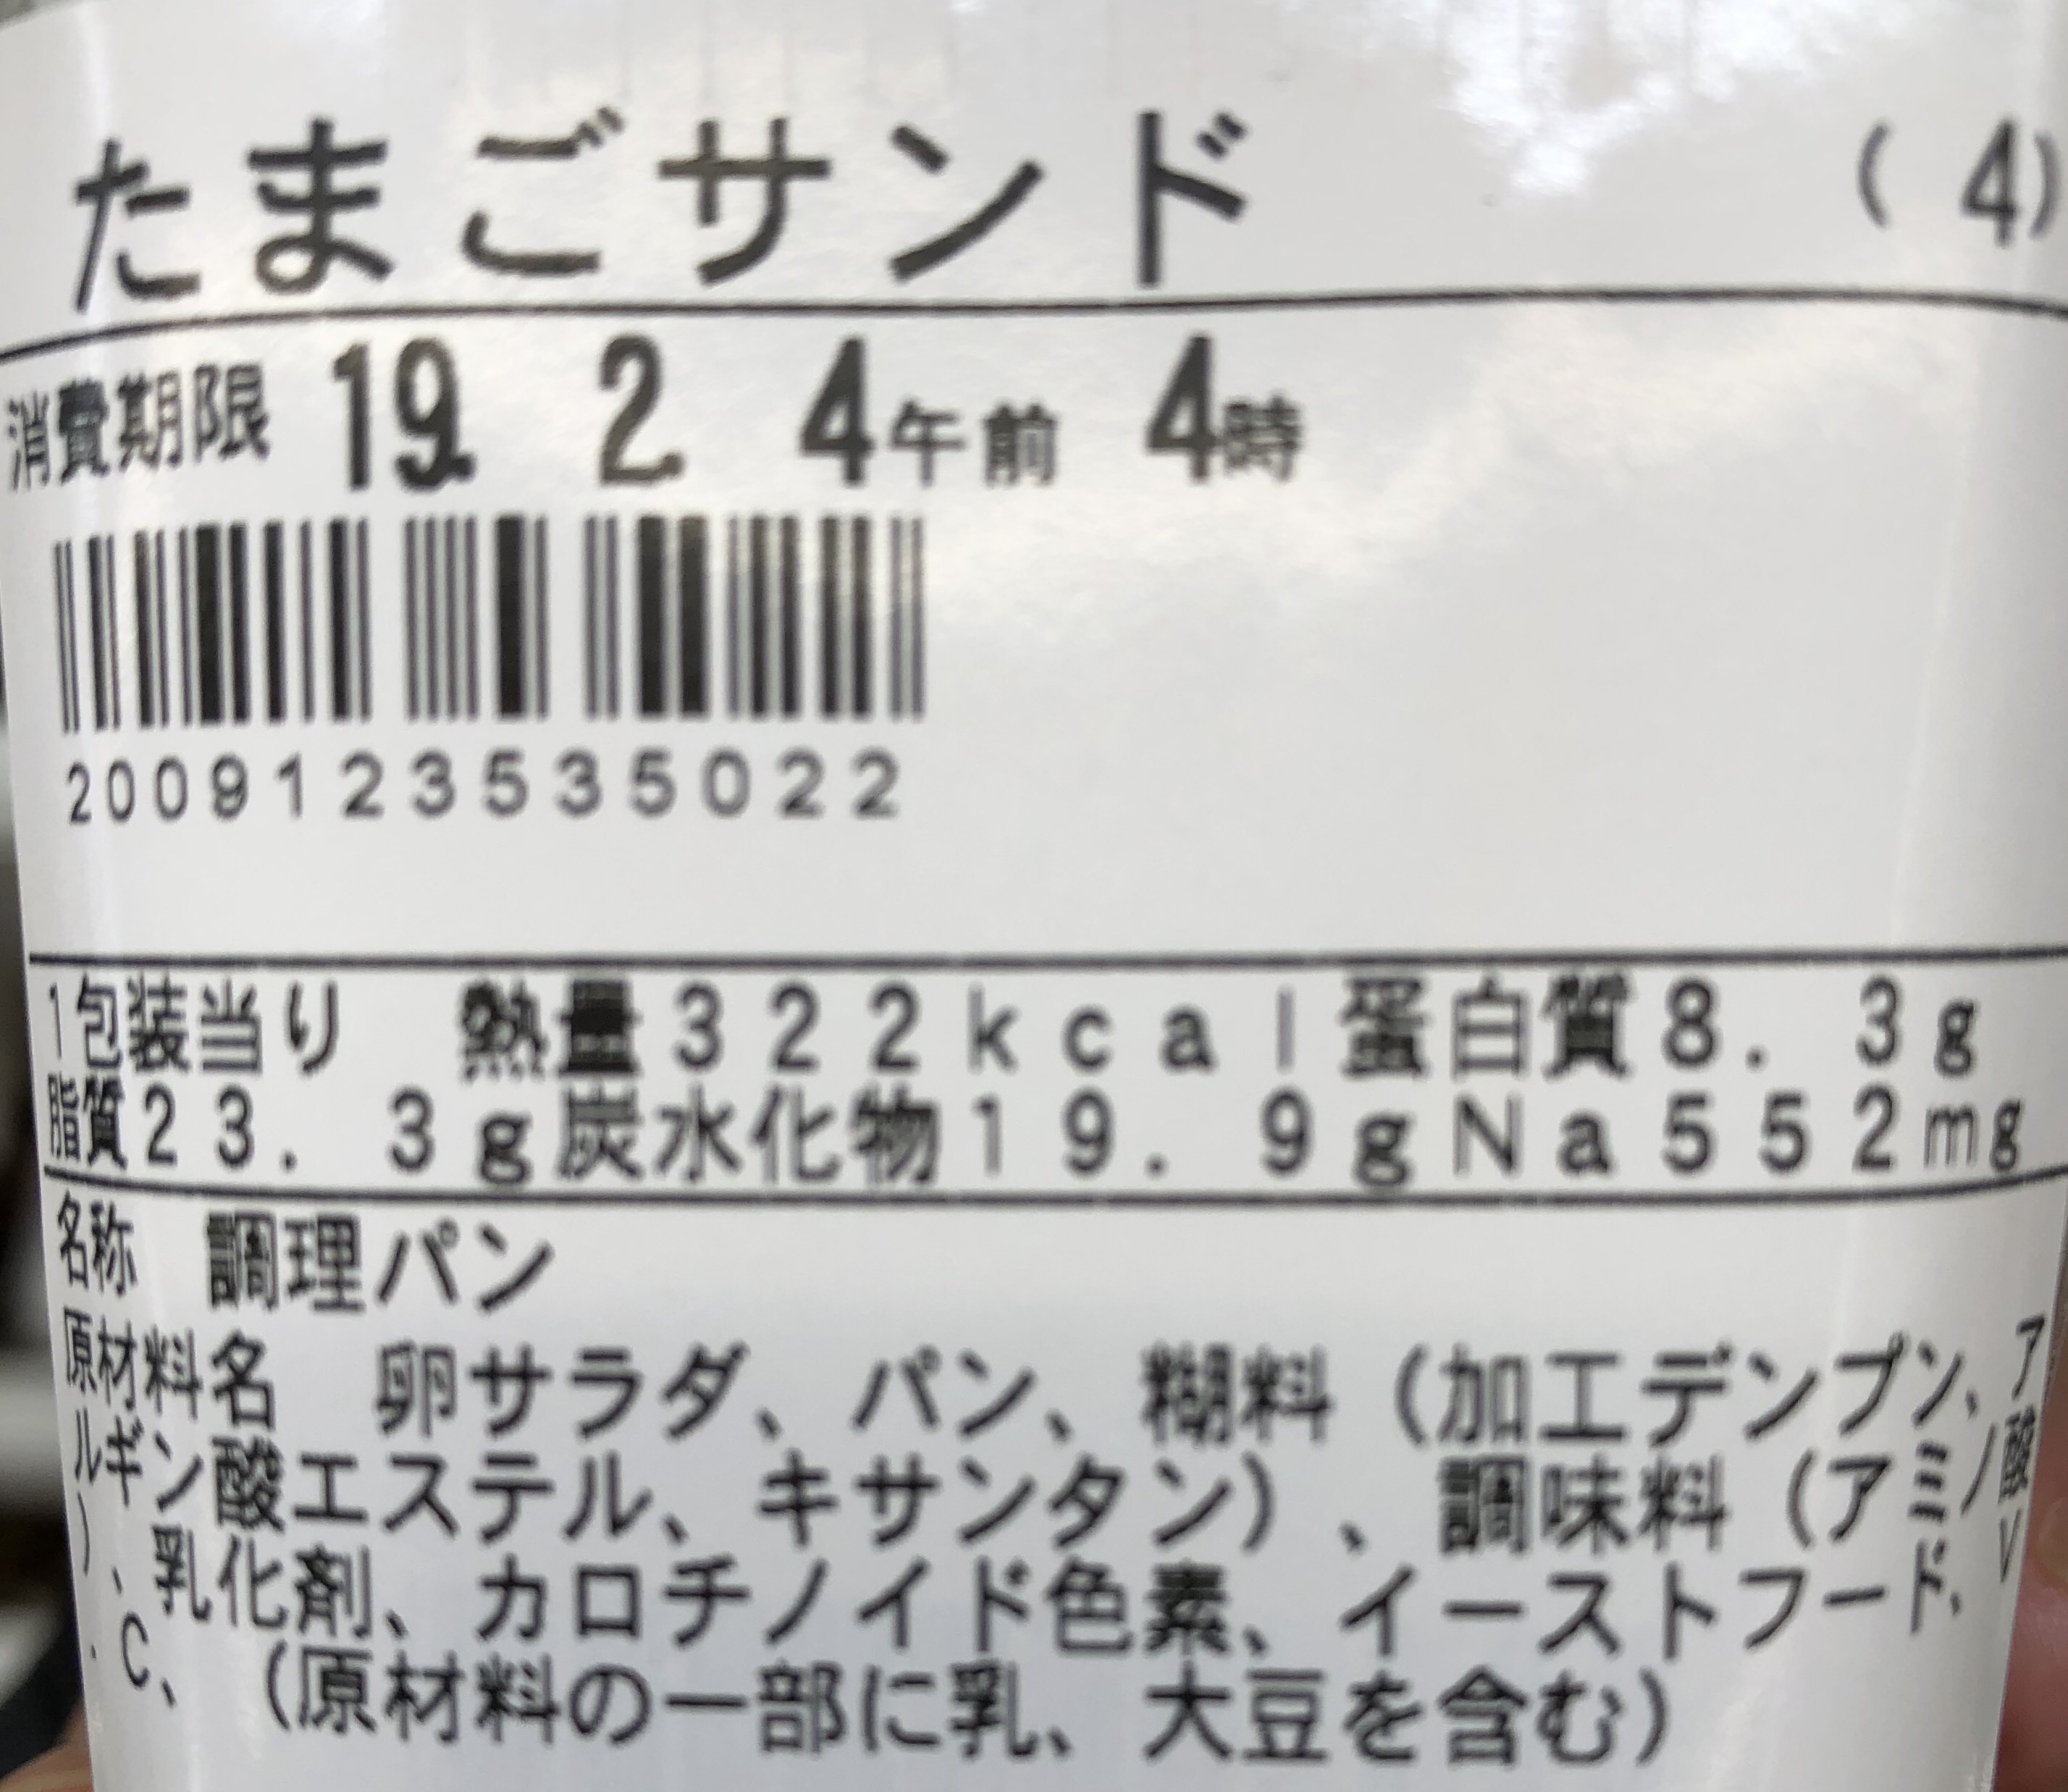 たまごサンド (4)
消費期限 19. 2. 4午前 4時
2009123535022
1包装当り 熱量322kcal蛋白質8.3g
脂質23.3g炭水化物19.9gNa552mg
名称 調理パン
原材料名 卵サラダ、パン、糊料（加工デンプン、ア
ルギン酸エステル、キサンタン）、調味料（アミノ酸
）、乳化剤、カロチノイド色素、イーストフード、V
.C、（原材料の一部に乳、大豆を含む）